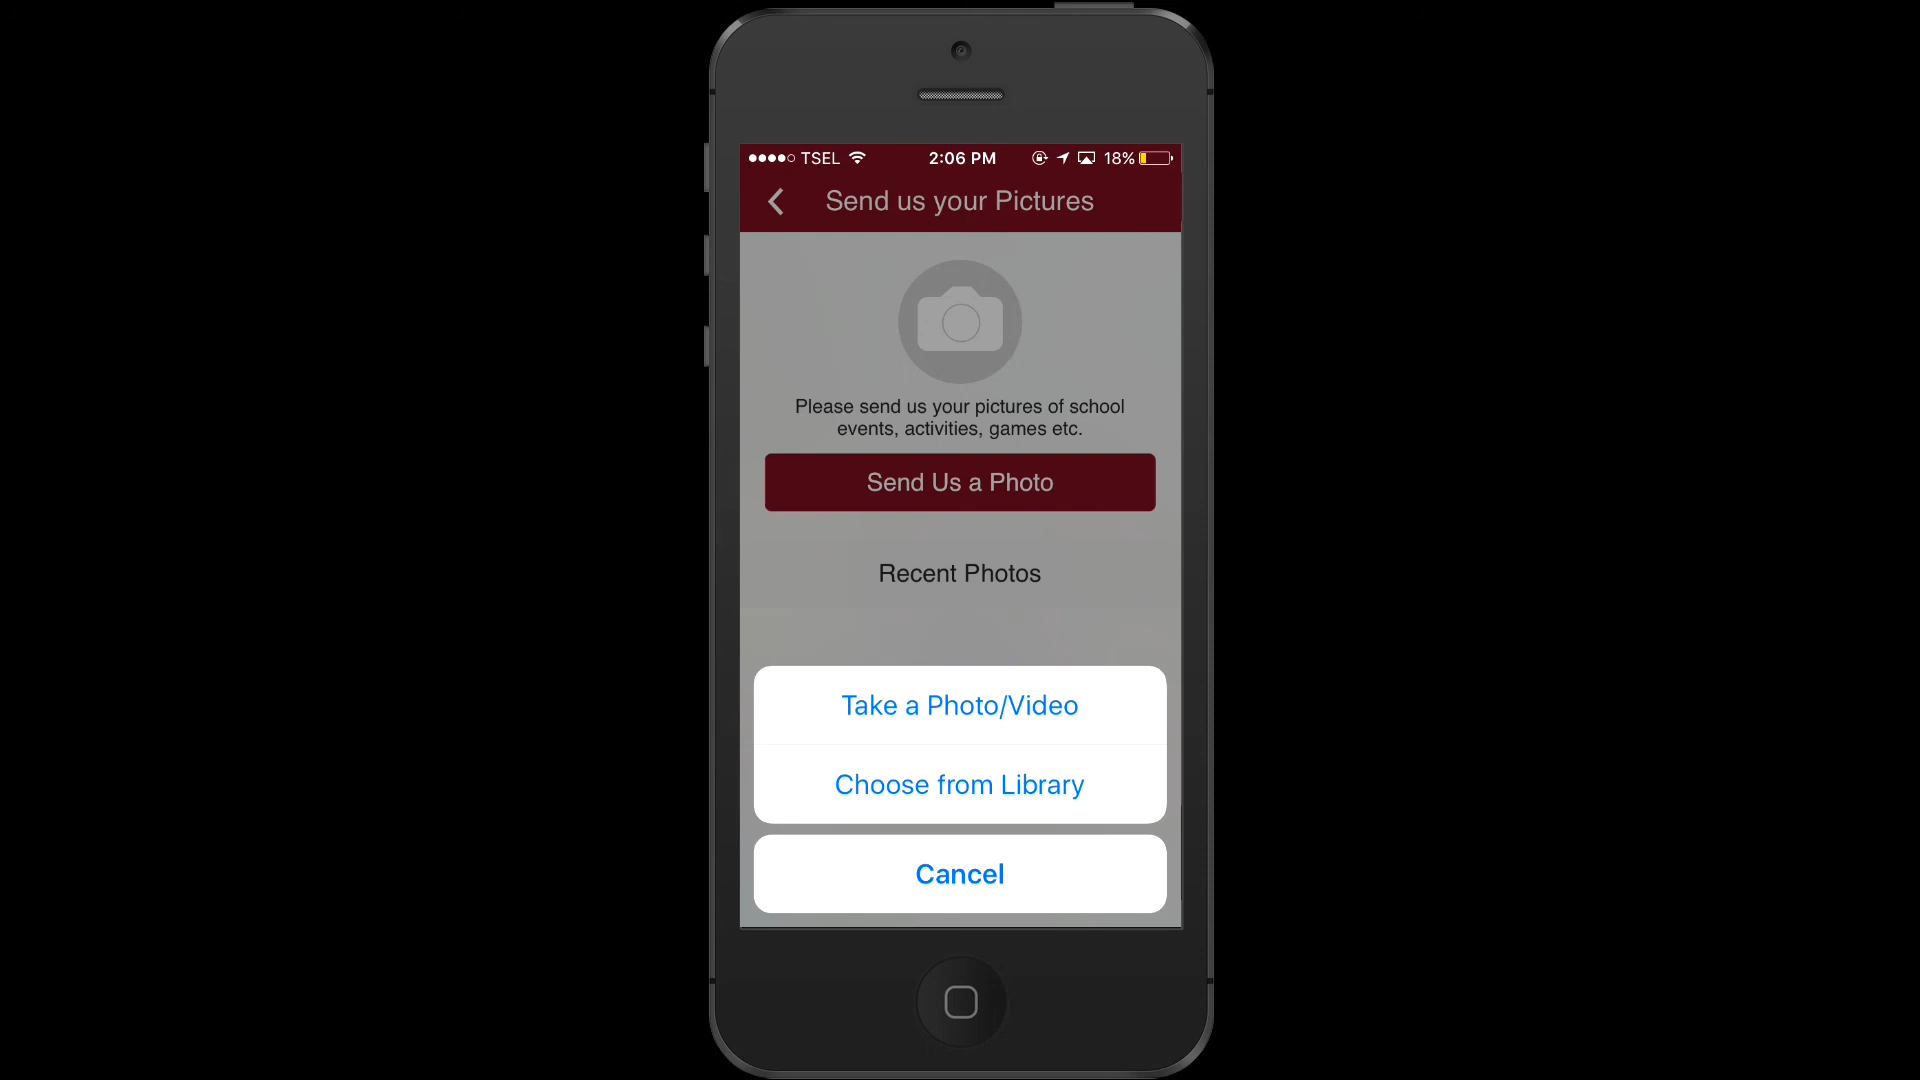 TSEL 2:06 PM 18%
Send us your Pictures
Please send us your pictures of school
events, activities, games etc.
Send Us a Photo
Recent Photos
Take a Photo/Video
Choose from Library
Cancel